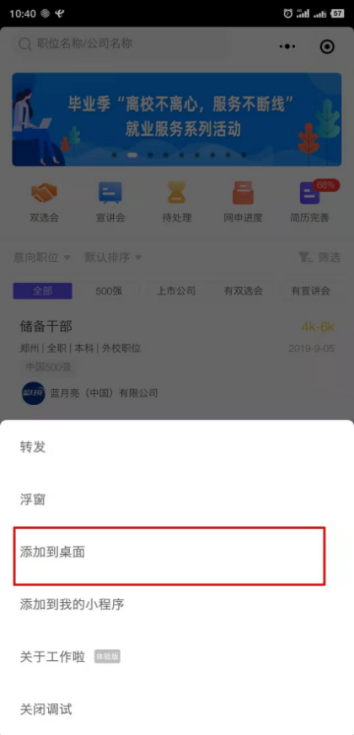 10:40
57
职位名称/公司名称
毕业季“离校不离心，服务不断线”
就业服务系列活动
88%
双选会 宣讲会 待处理 网申进度 简历完善
意向职位 默认排序 筛选
全部 500强 上市公司 有双选会 有宣讲会
储备干部 4k-6k
郑州 | 全职 | 本科 | 外校职位 2019-9-05
中国500强
蓝月亮（中国）有限公司
转发
浮窗
添加到桌面
添加到我的小程序
关于工作啦 体验版
关闭调试